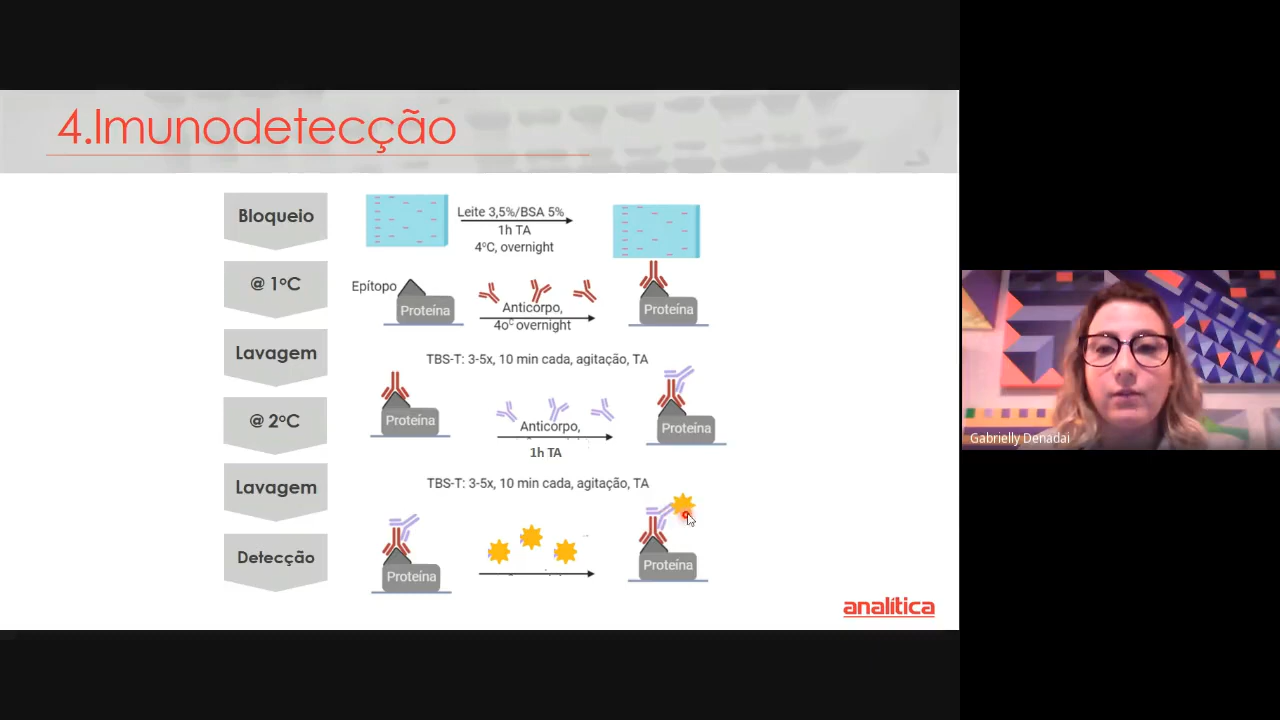 4.Imunodetecção
Bloqueio
Leite 3,5%/BSA 5%
1h TA
4ºC, overnight
@ 1ºC
Epítopo
Proteína
Anticorpo,
4oº overnight
Proteína
Lavagem
TBS-T: 3-5x, 10 min cada, agitação, TA
@ 2ºC
Proteína
Anticorpo,
1h TA
Proteína
Lavagem
TBS-T: 3-5x, 10 min cada, agitação, TA
Detecção
Proteína
Proteína
analítica
Gabrielly Denadai